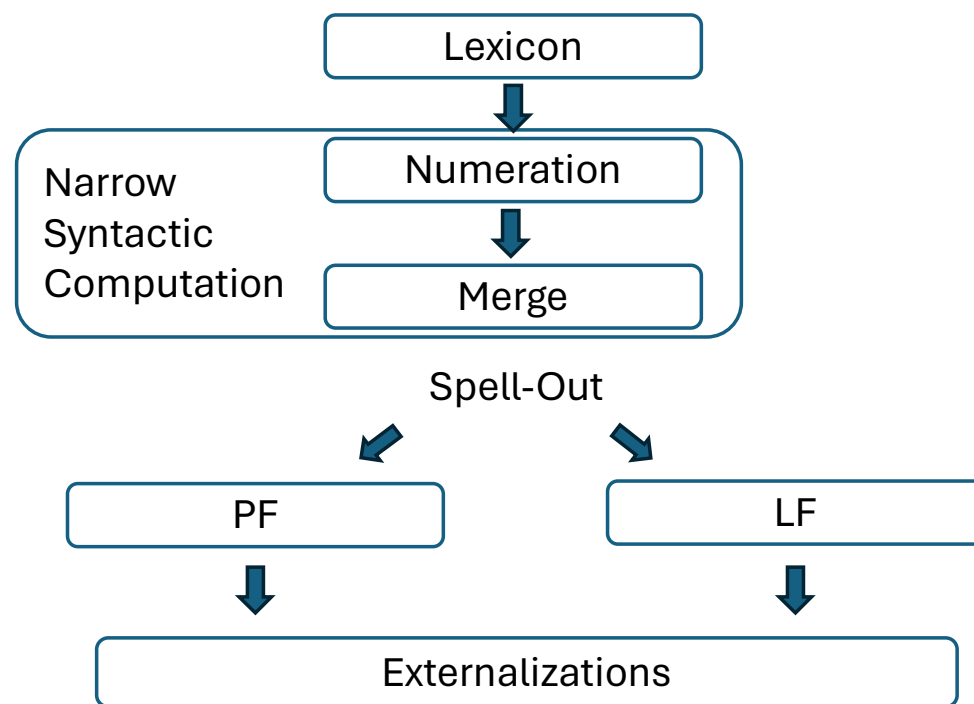 Lexicon
Numeration
Narrow
Syntactic
Computation
Merge
Spell-Out
PF
LF
Externalizations